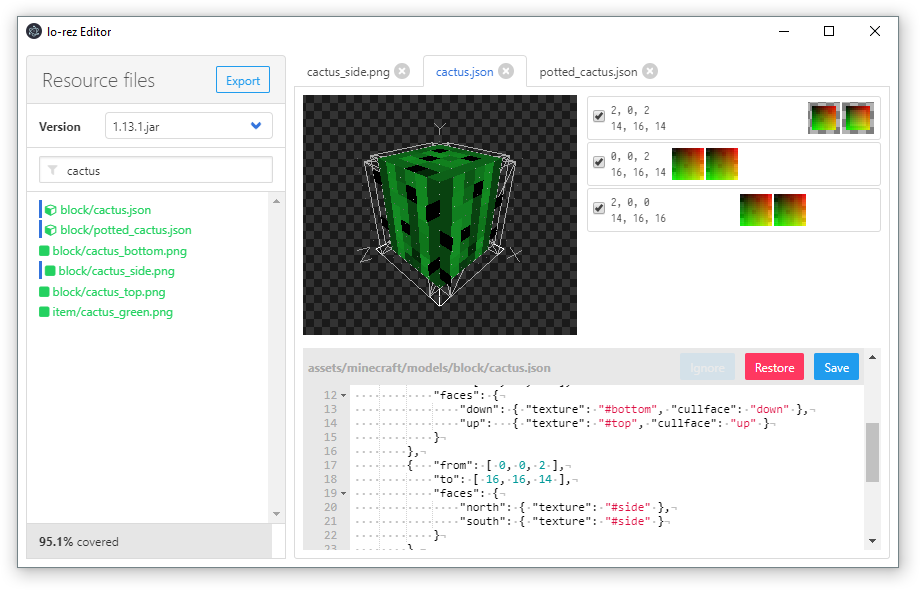 lo-rez Editor
Resource files
Export
Version
1.13.1.jar
cactus
block/cactus.json
block/potted_cactus.json
block/cactus_bottom.png
block/cactus_side.png
block/cactus_top.png
item/cactus_green.png
95.1% covered
cactus_side.png
cactus.json
potted_cactus.json
Y
Z
X
2, 0, 2
14, 16, 14
0, 0, 2
16, 16, 14
2, 0, 0
14, 16, 16
assets/minecraft/models/block/cactus.json
Ignore
Restore
Save
12 "faces": {
13 "down": { "texture": "#bottom", "cullface": "down" },
14 "up": { "texture": "#top", "cullface": "up" }
15 }
16 },
17 { "from": [ 0, 0, 2 ],
18 "to": [ 16, 16, 14 ],
19 "faces": {
20 "north": { "texture": "#side" },
21 "south": { "texture": "#side" }
22 }
23 }